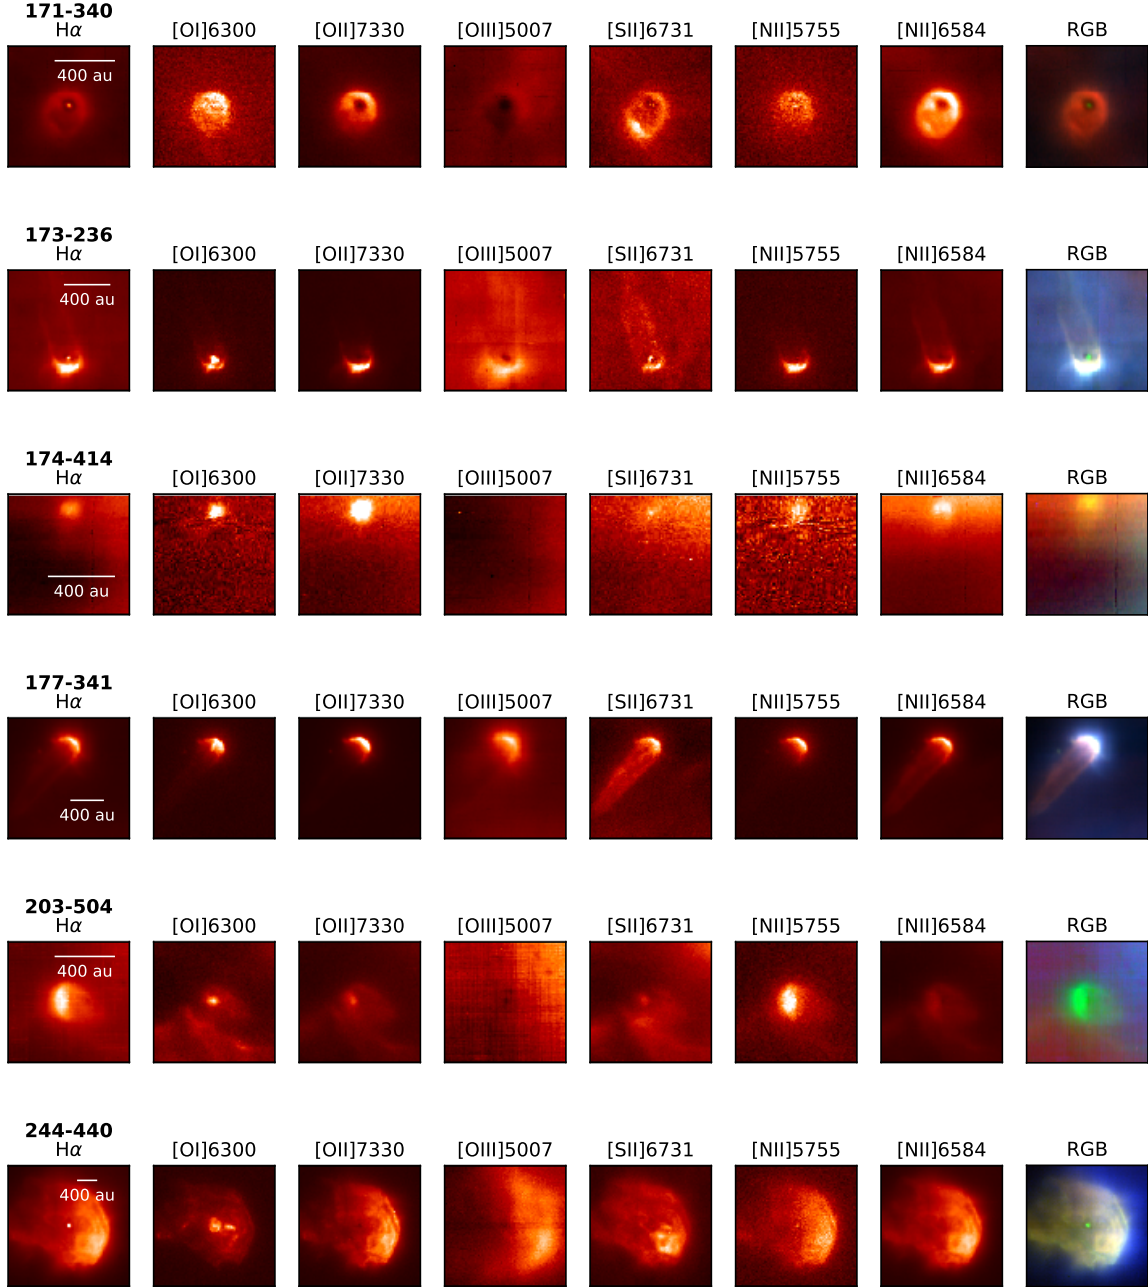 171-340
Hα [OI]6300 [OII]7330 [OIII]5007 [SII]6731 [NII]5755 [NII]6584 RGB
400 au
173-236
Hα [OI]6300 [OII]7330 [OIII]5007 [SII]6731 [NII]5755 [NII]6584 RGB
400 au
174-414
Hα [OI]6300 [OII]7330 [OIII]5007 [SII]6731 [NII]5755 [NII]6584 RGB
400 au
177-341
Hα [OI]6300 [OII]7330 [OIII]5007 [SII]6731 [NII]5755 [NII]6584 RGB
400 au
203-504
Hα [OI]6300 [OII]7330 [OIII]5007 [SII]6731 [NII]5755 [NII]6584 RGB
400 au
244-440
Hα [OI]6300 [OII]7330 [OIII]5007 [SII]6731 [NII]5755 [NII]6584 RGB
400 au